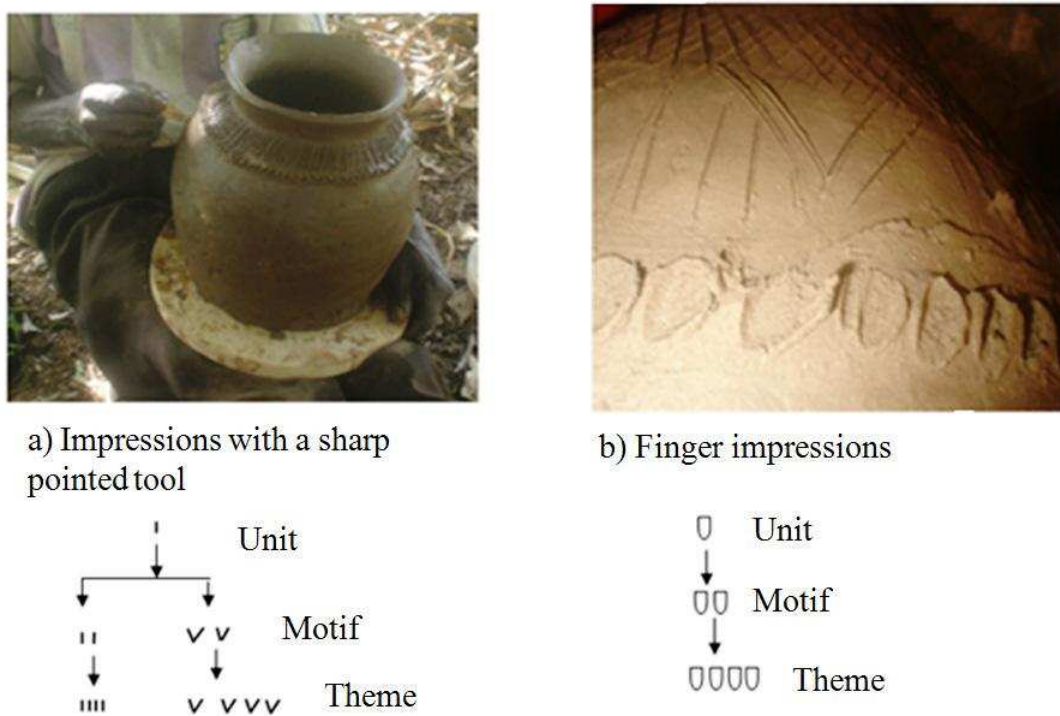 a) Impressions with a sharp
pointed tool
b) Finger impressions
Unit
Motif
Theme
Unit
Motif
Theme